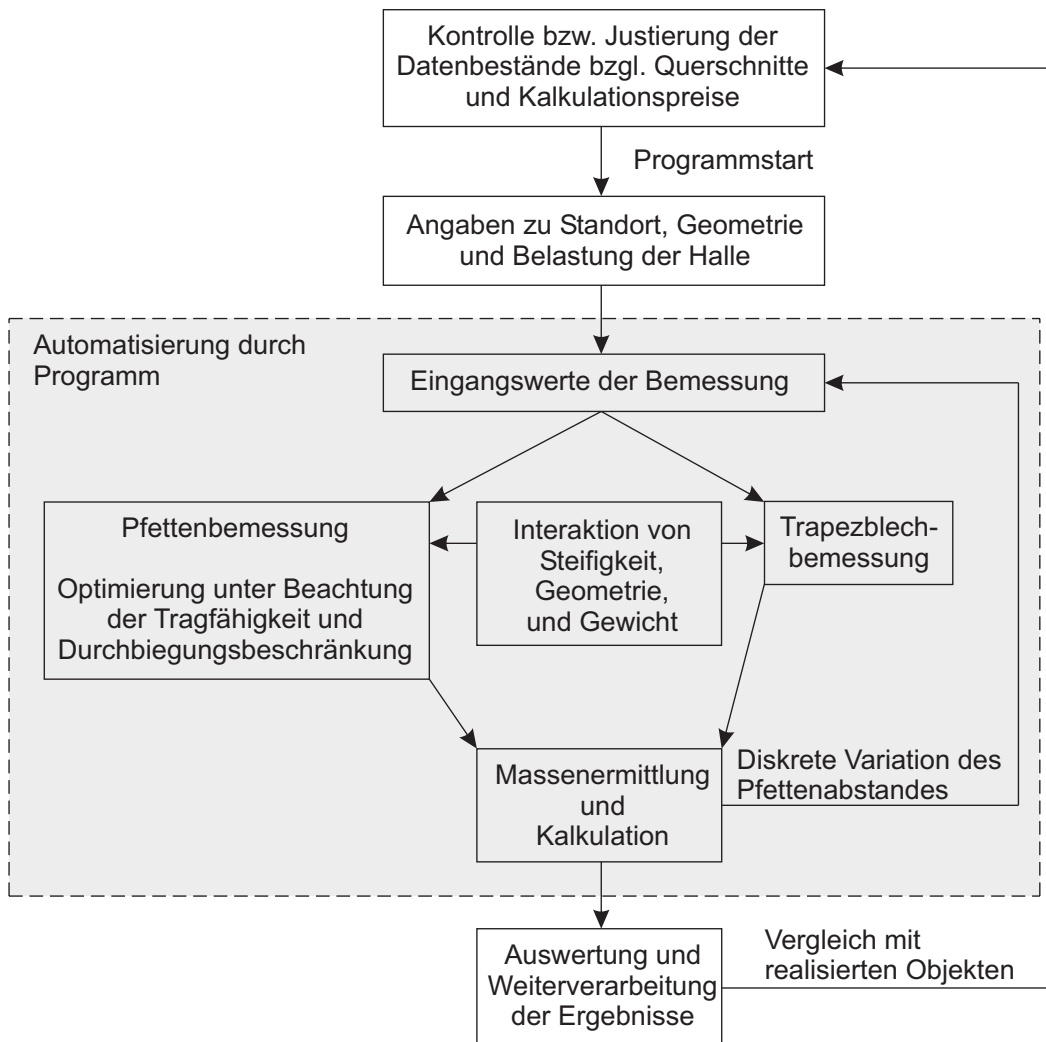 Kontrolle bzw. Justierung der
Datenbestände bzgl. Querschnitte
und Kalkulationspreise
Programmstart
Angaben zu Standort, Geometrie
und Belastung der Halle
Automatisierung durch
Programm
Eingangswerte der Bemessung
Pfettenbemessung
Optimierung unter Beachtung
der Tragfähigkeit und
Durchbiegungsbeschränkung
Interaktion von
Steifigkeit,
Geometrie,
und Gewicht
Trapezblech-
bemessung
Massenermittlung
und
Kalkulation
Diskrete Variation des
Pfettenabstandes
Auswertung und
Weiterverarbeitung
der Ergebnisse
Vergleich mit
realisierten Objekten